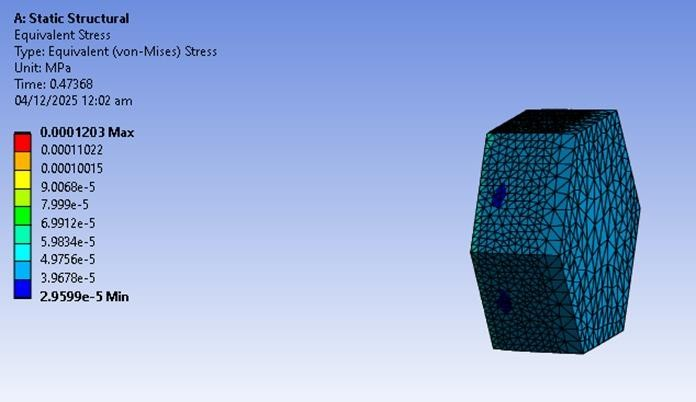 A: Static Structural
Equivalent Stress
Type: Equivalent (von-Mises) Stress
Unit: MPa
Time: 0.47368
04/12/2025 12:02 am
0.0001203 Max
0.00011022
0.00010015
9.0068e-5
7.999e-5
6.9912e-5
5.9834e-5
4.9756e-5
3.9678e-5
2.9599e-5 Min